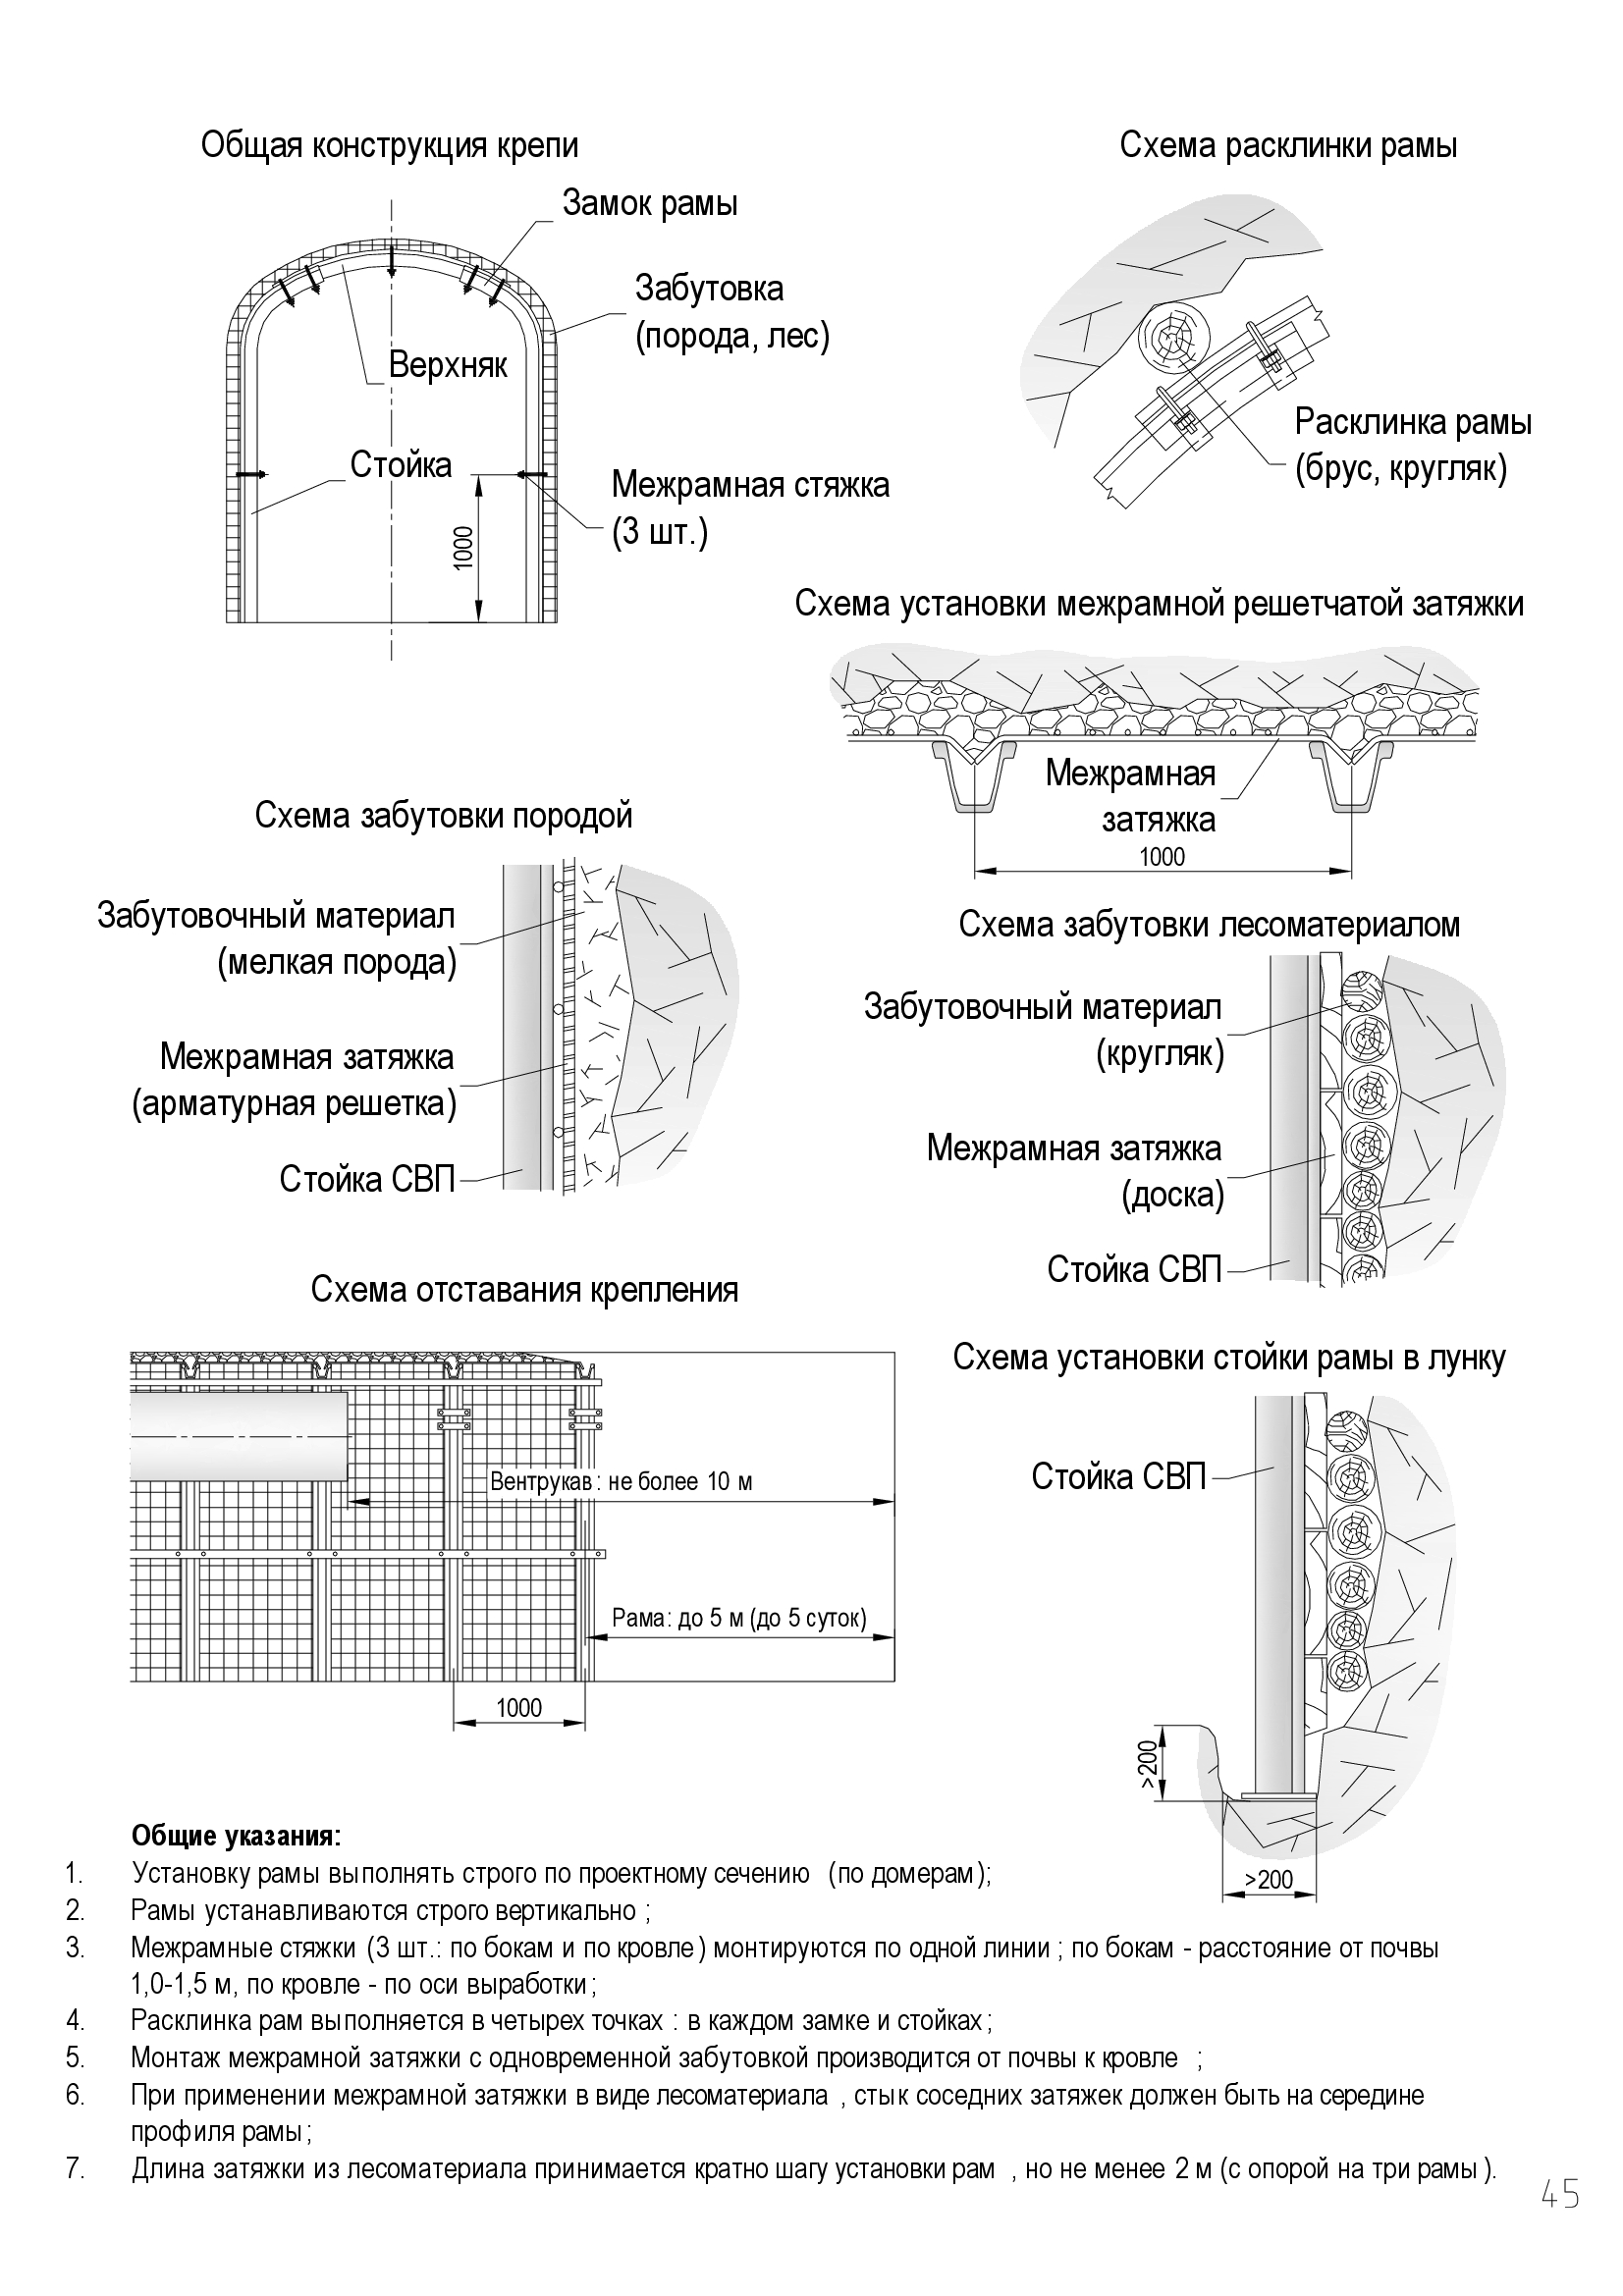 Общая конструкция крепи
Замок рамы
Забутовка
(порода, лес)
Верхняк
Стойка
Межрамная стяжка
(3 шт.)
1000
Схема расклинки рамы
Расклинка рамы
(брус, кругляк)
Схема установки межрамной решетчатой затяжки
Межрамная
затяжка
1000
Схема забутовки породой
Забутовочный материал
(мелкая порода)
Межрамная затяжка
(арматурная решетка)
Стойка СВП
Схема забутовки лесоматериалом
Забутовочный материал
(кругляк)
Межрамная затяжка
(доска)
Стойка СВП
Схема отставания крепления
Вентрукав: не более 10 м
Рама: до 5 м (до 5 суток)
1000
Схема установки стойки рамы в лунку
Стойка СВП
>200
>200
Общие указания:
1. Установку рамы выполнять строго по проектному сечению (по домерам);
2. Рамы устанавливаются строго вертикально;
3. Межрамные стяжки (3 шт.: по бокам и по кровле) монтируются по одной линии; по бокам - расстояние от почвы
1,0-1,5 м, по кровле - по оси выработки;
4. Расклинка рам выполняется в четырех точках: в каждом замке и стойках;
5. Монтаж межрамной затяжки с одновременной забутовкой производится от почвы к кровле;
6. При применении межрамной затяжки в виде лесоматериала, стык соседних затяжек должен быть на середине
профиля рамы;
7. Длина затяжки из лесоматериала принимается кратно шагу установки рам, но не менее 2 м (с опорой на три рамы).
45